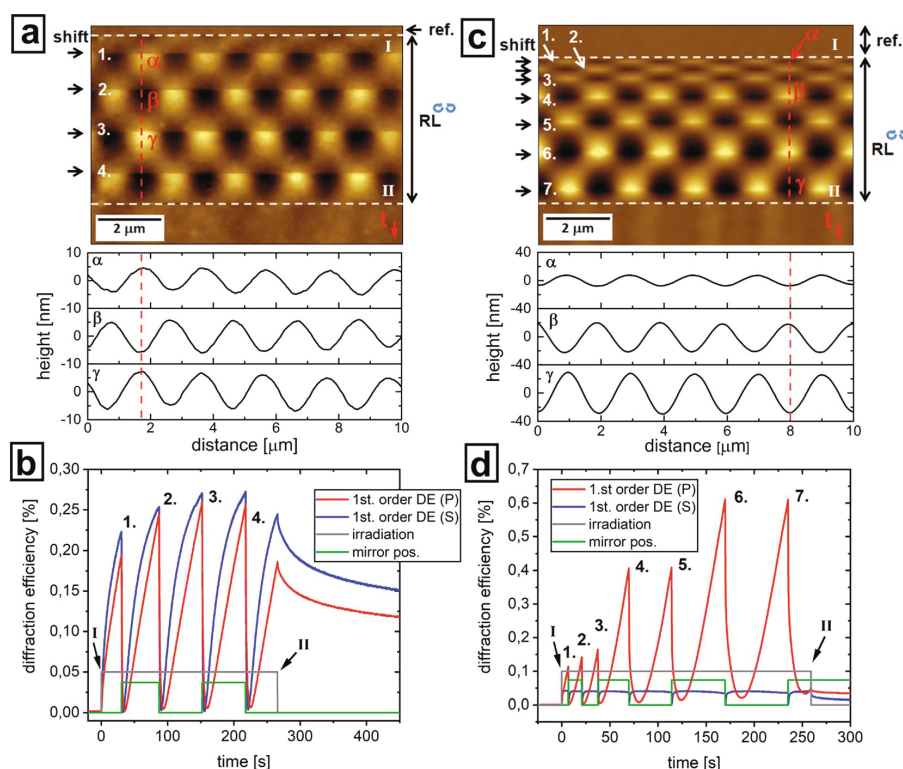 a
shift
ref.
I
1.
α
2.
β
3.
γ
4.
RL
II
2 μm
t
10
α
0
-10
10
β
0
-10
10
γ
0
-10
height [nm]
0 2 4 6 8 10
distance [μm]
c
shift
1.
2.
α
I
ref.
3.
β
4.
5.
RL
6.
7.
γ
II
2 μm
t
40
α
0
-40
40
β
0
-40
40
γ
0
-40
height [nm]
0 2 4 6 8 10
distance [μm]
b
0,30
0,25
0,20
0,15
0,10
0,05
0,00
diffraction efficiency [%]
1.
2.
3.
4.
1st. order DE (P)
1st. order DE (S)
irradiation
mirror pos.
I
II
0 100 200 300 400
time [s]
d
0,7
0,6
0,5
0,4
0,3
0,2
0,1
0,0
diffraction efficiency [%]
1.st order DE (P)
1st. order DE (S)
irradiation
mirror pos.
6.
7.
4.
5.
I
1.
2.
3.
II
0 50 100 150 200 250 300
time [s]